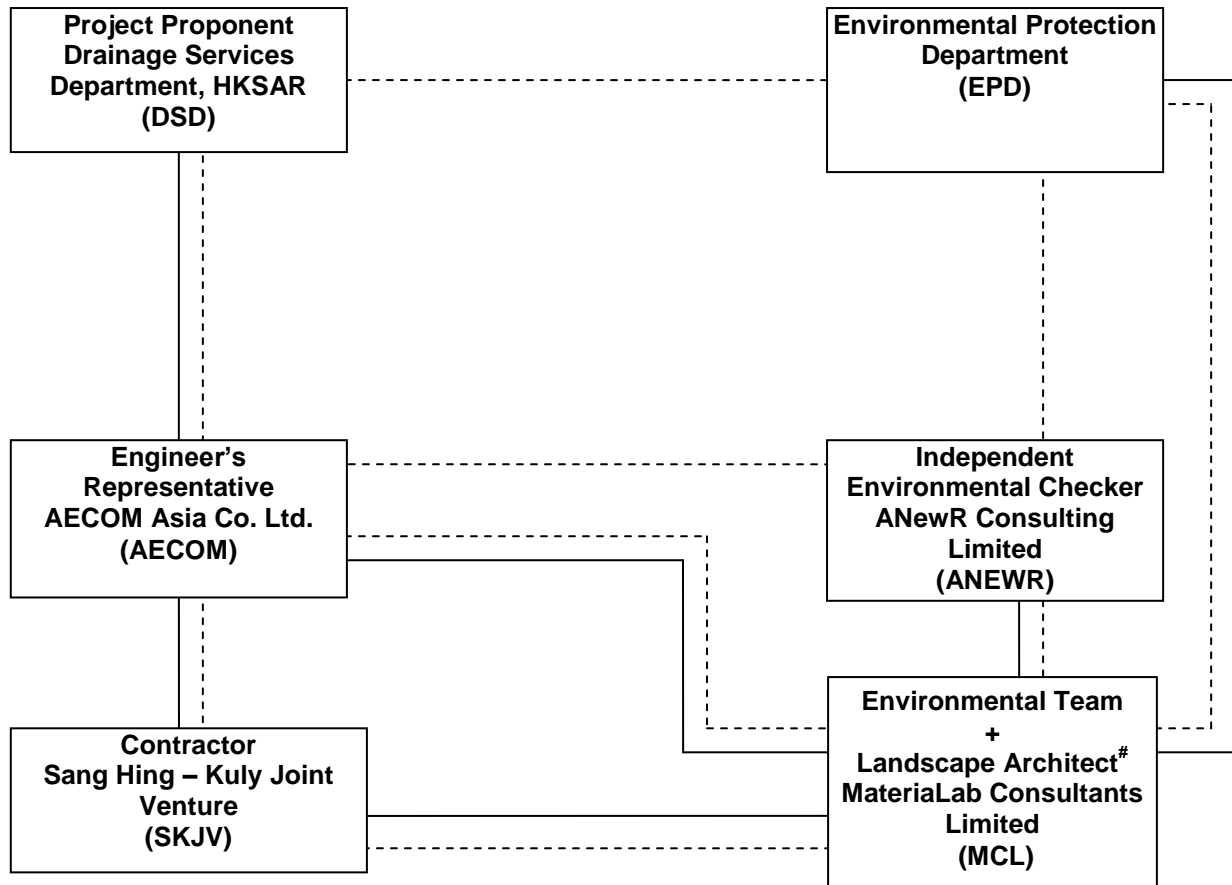 Project Proponent
Drainage Services
Department, HKSAR
(DSD)
Environmental Protection
Department
(EPD)
Engineer's
Representative
AECOM Asia Co. Ltd.
(AECOM)
Independent
Environmental Checker
ANewR Consulting
Limited
(ANEWR)
Contractor
Sang Hing – Kuly Joint
Venture
(SKJV)
Environmental Team
+
Landscape Architect#
MateriaLab Consultants
Limited
(MCL)